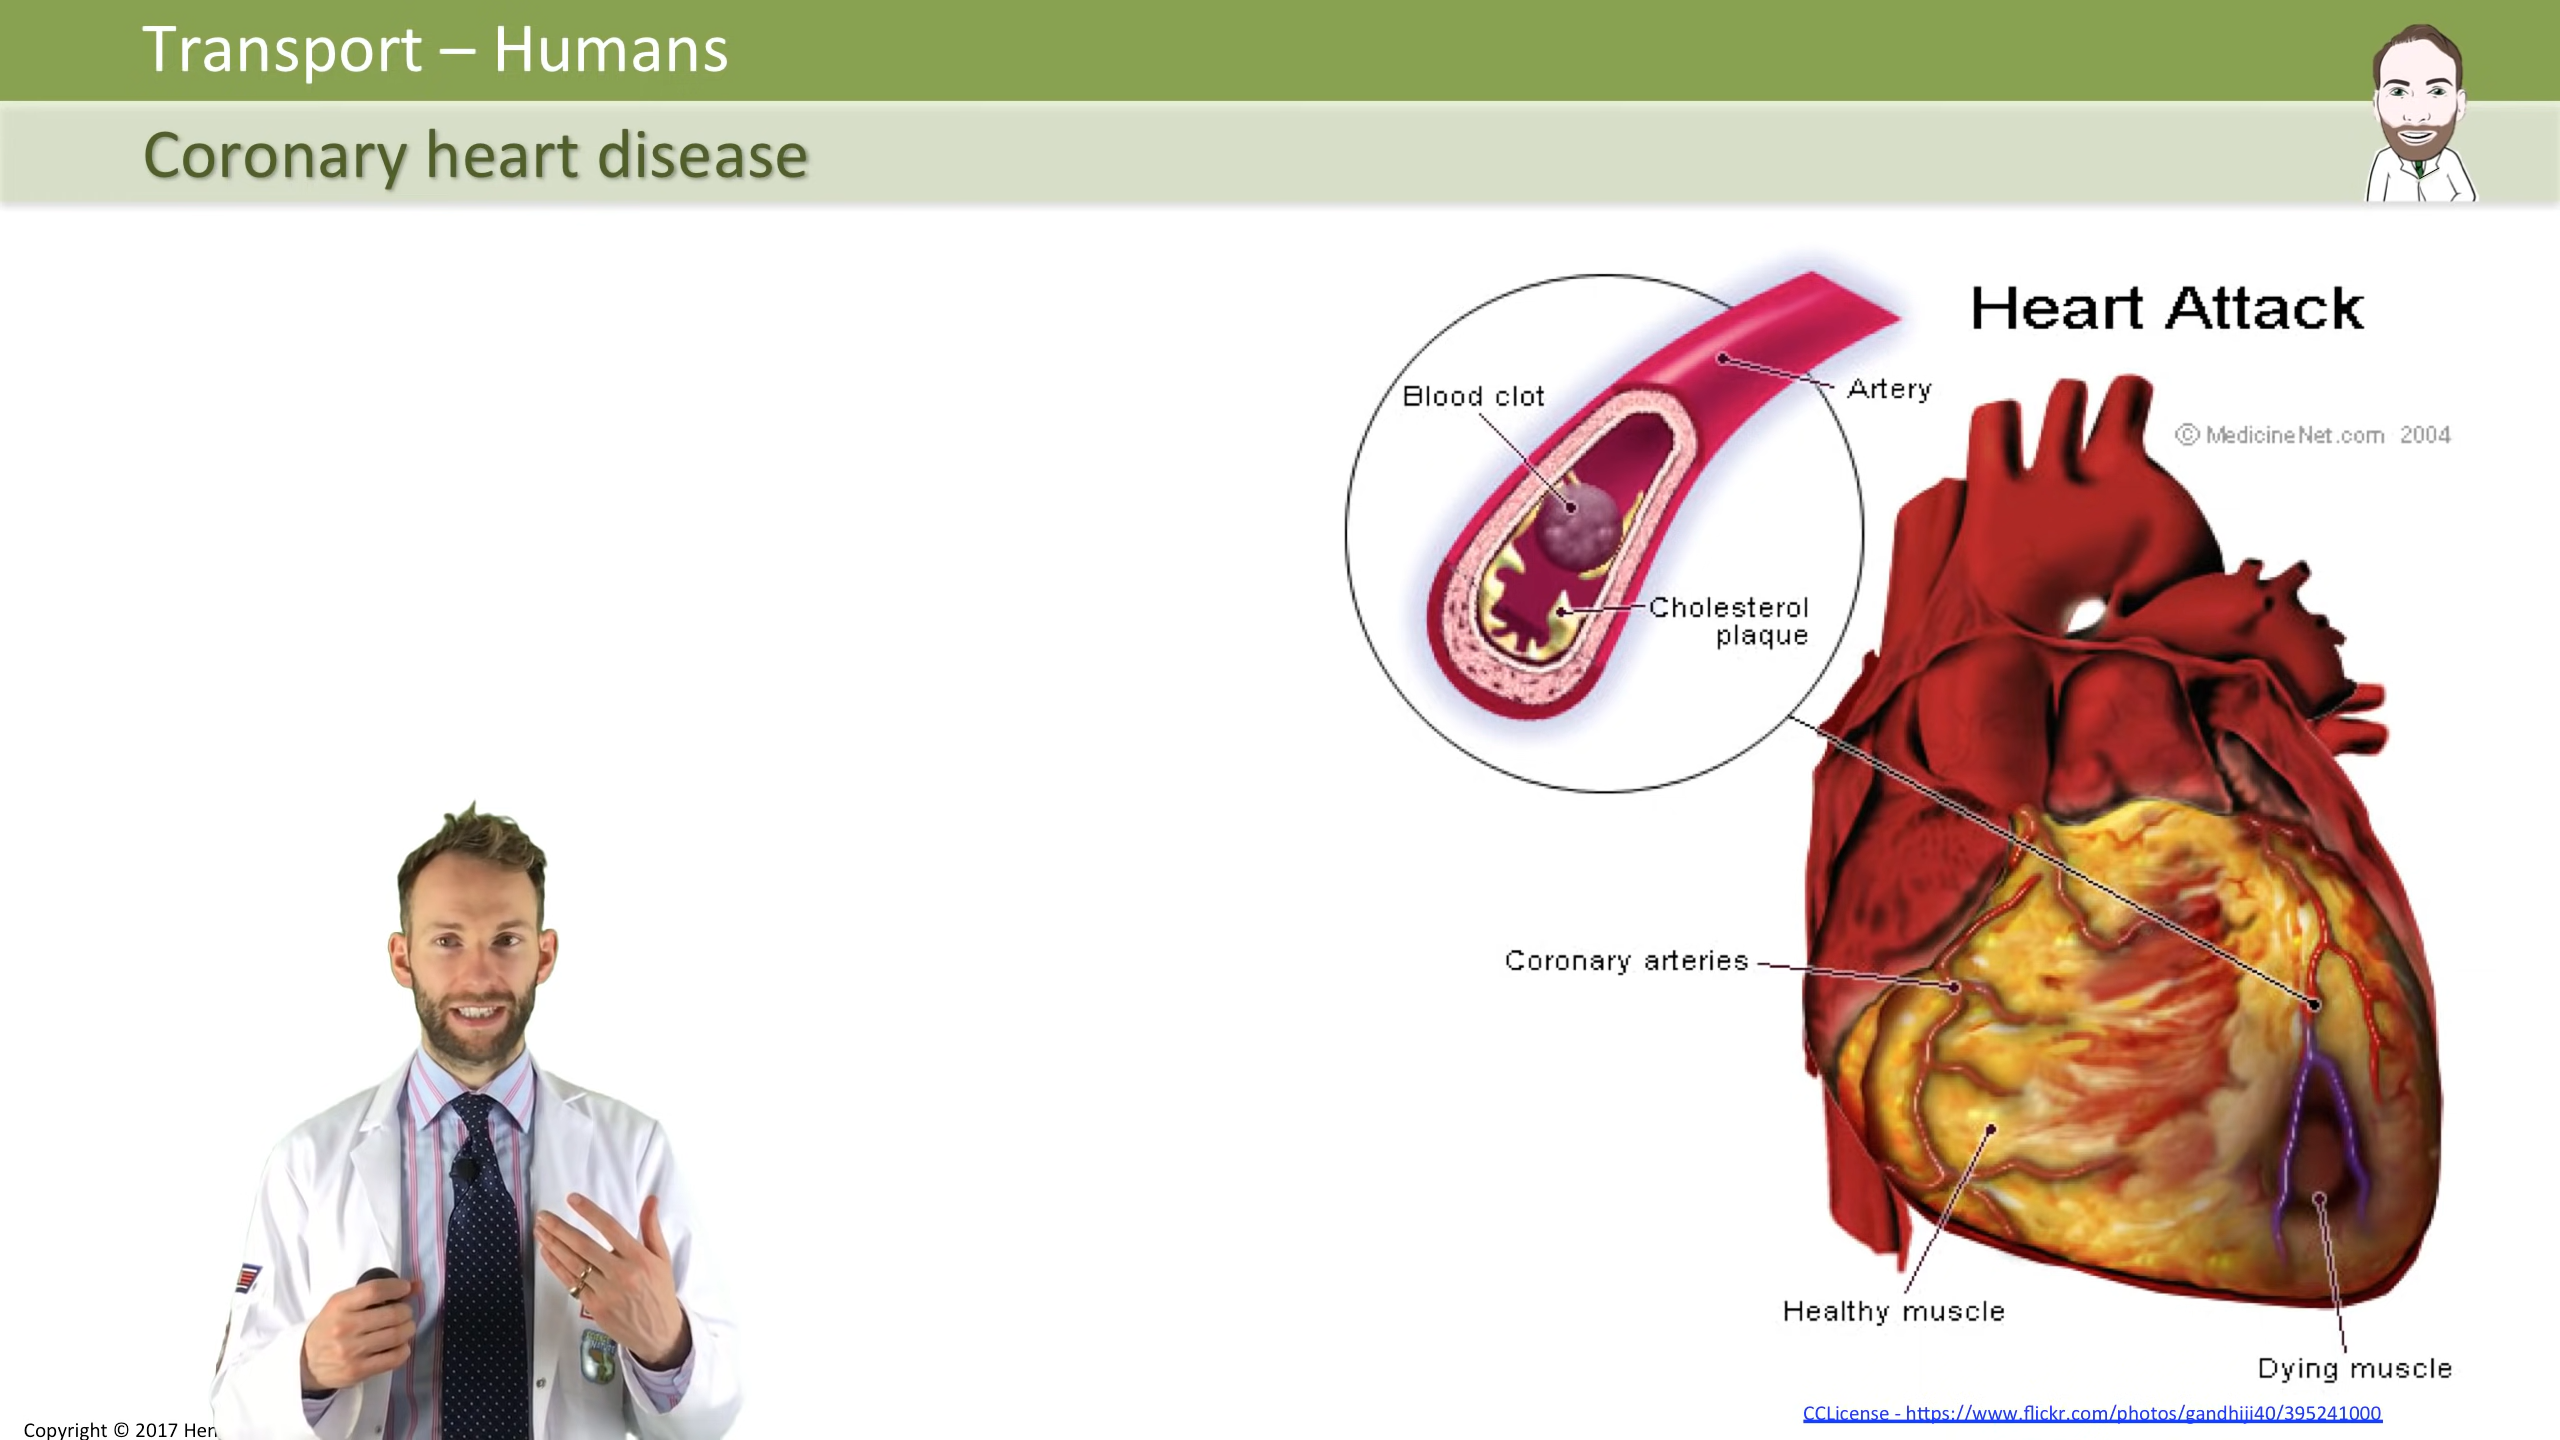 Transport – Humans
Coronary heart disease
Heart Attack
Blood clot
Artery
© MedicineNet.com 2004
Cholesterol
plaque
Coronary arteries
Healthy muscle
Dying muscle
CCLicense - https://www.flickr.com/photos/gandhiji40/395241000
Copyright © 2017